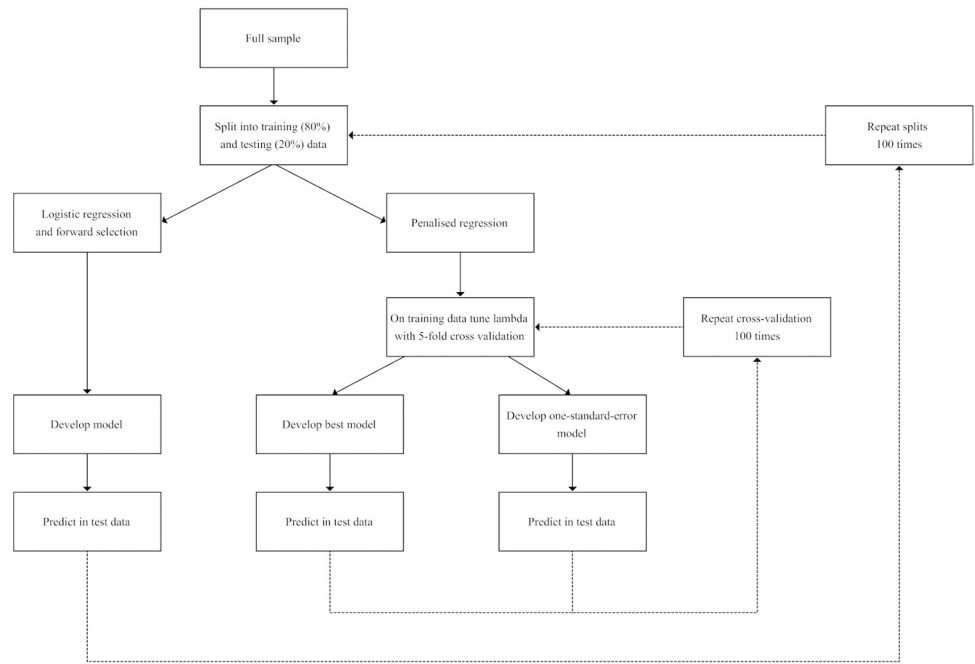 Full sample
Split into training (80%)
and testing (20%) data
Repeat splits
100 times
Logistic regression
and forward selection
Penalised regression
On training data tune lambda
with 5-fold cross validation
Repeat cross-validation
100 times
Develop model
Develop best model
Develop one-standard-error
model
Predict in test data
Predict in test data
Predict in test data